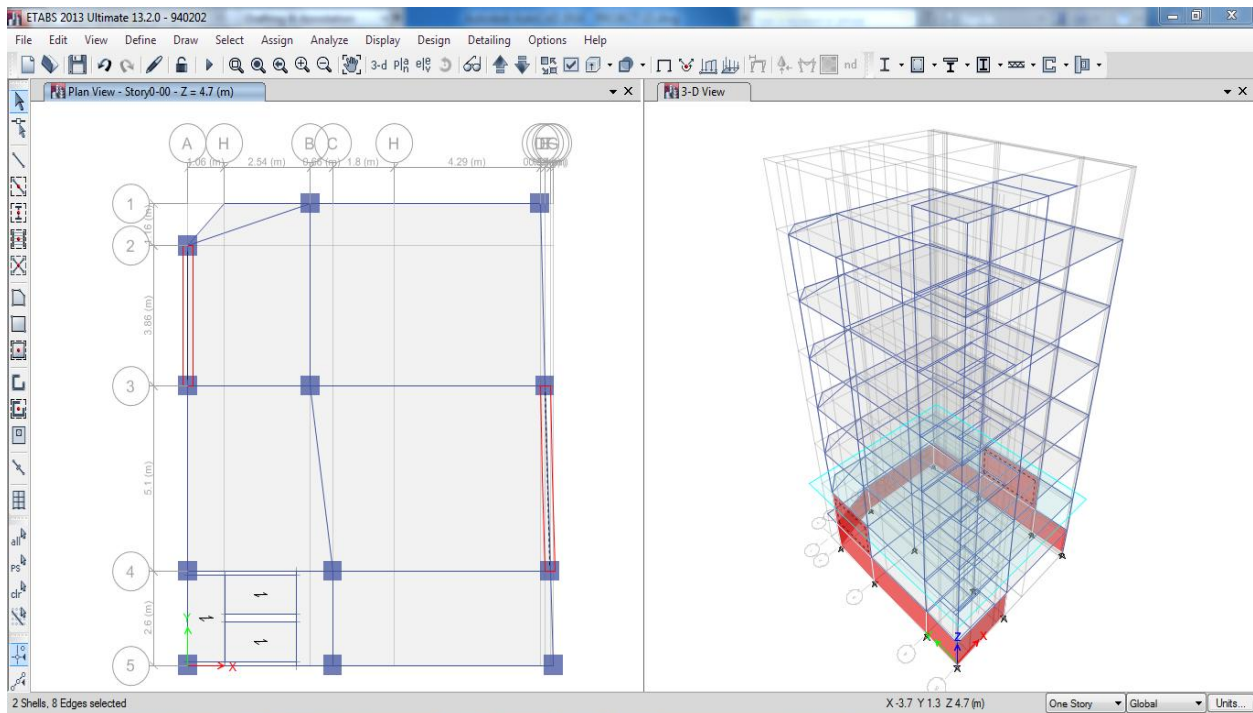 ETABS 2013 Ultimate 13.2.0 - 940202
File Edit View Define Draw Select Assign Analyze Display Design Detailing Options Help
3-d nd
Plan View - Story0-00 - Z = 4.7 (m)
3-D View
A H B C H
2.54 (m) 1.8 (m) 4.29 (m)
1
2
3.86 (m)
3
5.1 (m)
4
2.6 (m)
5
Y
X
Z
X
all
PS
clr
2 Shells, 8 Edges selected
X -3.7 Y 1.3 Z 4.7 (m)
One Story
Global
Units...